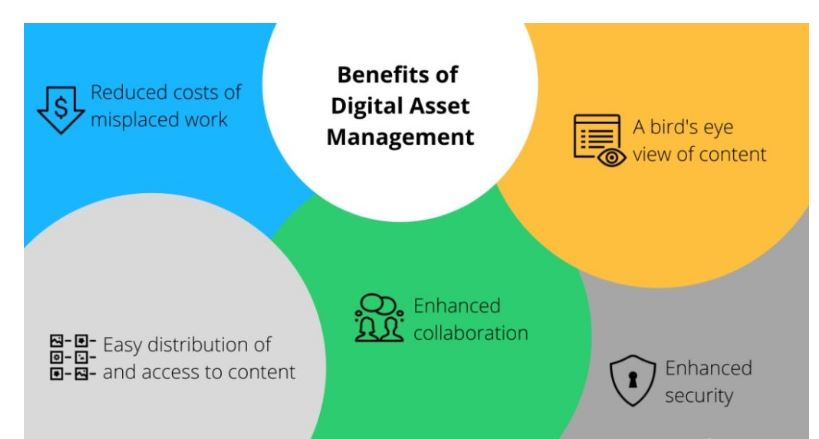 Benefits of
Digital Asset
Management
Reduced costs of
misplaced work
A bird's eye
view of content
Easy distribution of
and access to content
Enhanced
collaboration
Enhanced
security